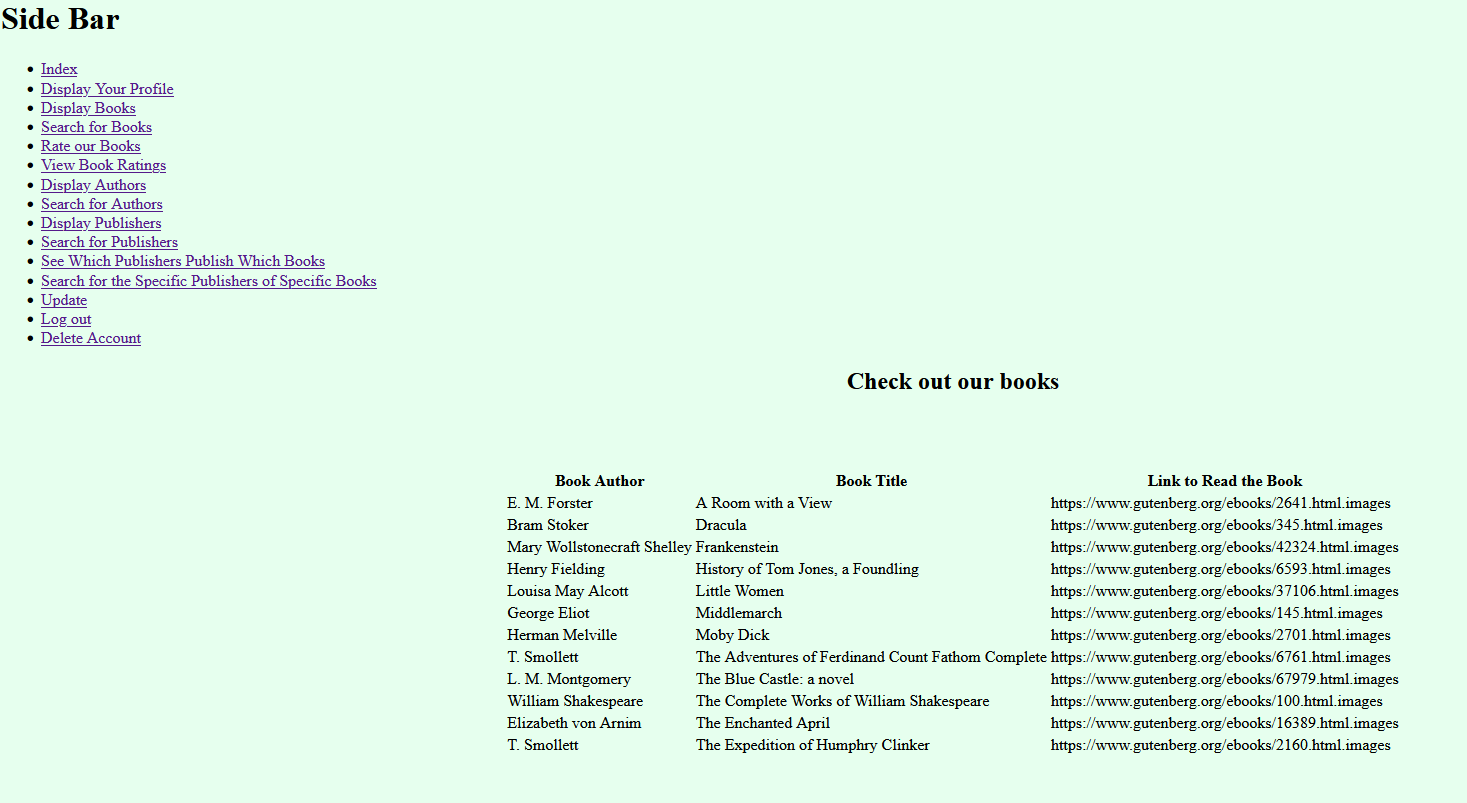 Side Bar
Index
Display Your Profile
Display Books
Search for Books
Rate our Books
View Book Ratings
Display Authors
Search for Authors
Display Publishers
Search for Publishers
See Which Publishers Publish Which Books
Search for the Specific Publishers of Specific Books
Update
Log out
Delete Account
Check out our books
Book Author Book Title Link to Read the Book
E. M. Forster A Room with a View https://www.gutenberg.org/ebooks/2641.html.images
Bram Stoker Dracula https://www.gutenberg.org/ebooks/345.html.images
Mary Wollstonecraft Shelley Frankenstein https://www.gutenberg.org/ebooks/42324.html.images
Henry Fielding History of Tom Jones, a Foundling https://www.gutenberg.org/ebooks/6593.html.images
Louisa May Alcott Little Women https://www.gutenberg.org/ebooks/37106.html.images
George Eliot Middlemarch https://www.gutenberg.org/ebooks/145.html.images
Herman Melville Moby Dick https://www.gutenberg.org/ebooks/2701.html.images
T. Smollett The Adventures of Ferdinand Count Fathom Complete https://www.gutenberg.org/ebooks/6761.html.images
L. M. Montgomery The Blue Castle: a novel https://www.gutenberg.org/ebooks/67979.html.images
William Shakespeare The Complete Works of William Shakespeare https://www.gutenberg.org/ebooks/100.html.images
Elizabeth von Arnim The Enchanted April https://www.gutenberg.org/ebooks/16389.html.images
T. Smollett The Expedition of Humphry Clinker https://www.gutenberg.org/ebooks/2160.html.images